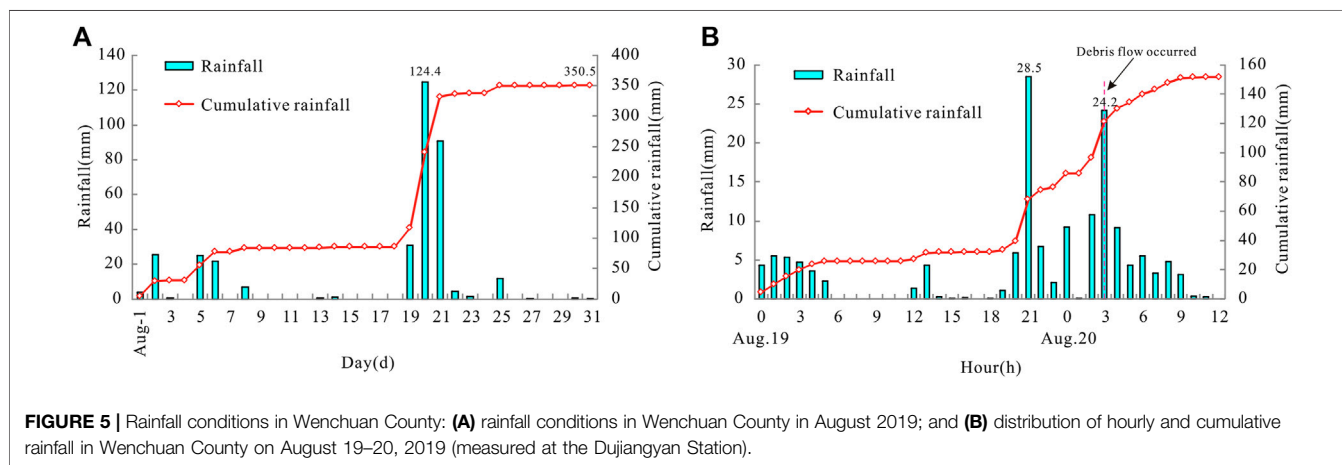 A
B
Debris flow occurred
140
120
100
80
60
40
20
0
Rainfall(mm)
Rainfall
Cumulative rainfall
124.4
350.5
400
350
300
250
200
150
100
50
0
Cumulative rainfall(mm)
Aug-1 3 5 7 9 11 13 15 17 19 21 23 25 27 29 31
Day(d)
30
25
20
15
10
5
0
Rainfall(mm)
Rainfall
Cumulative rainfall
28.5
24.2
160
140
120
100
80
60
40
20
0
Cumulative rainfall(mm)
0 3 6 9 12 15 18 21 0 3 6 9 12
Aug.19 Aug.20
Hour(h)
FIGURE 5 | Rainfall conditions in Wenchuan County: (A) rainfall conditions in Wenchuan County in August 2019; and (B) distribution of hourly and cumulative
rainfall in Wenchuan County on August 19–20, 2019 (measured at the Dujiangyan Station).